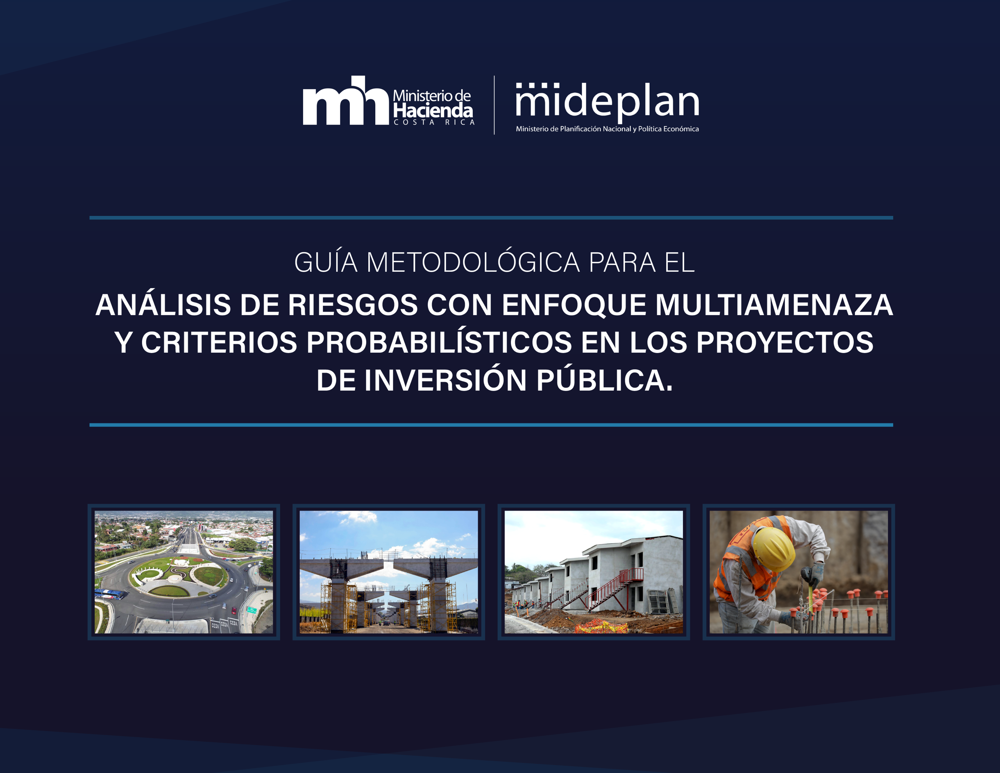 mh
Ministerio de
Hacienda
COSTA RICA
mideplan
Ministerio de Planificación Nacional y Política Económica
GUÍA METODOLÓGICA PARA EL
ANÁLISIS DE RIESGOS CON ENFOQUE MULTIAMENAZA
Y CRITERIOS PROBABILÍSTICOS EN LOS PROYECTOS
DE INVERSIÓN PÚBLICA.
CEDA CEDA CEDA